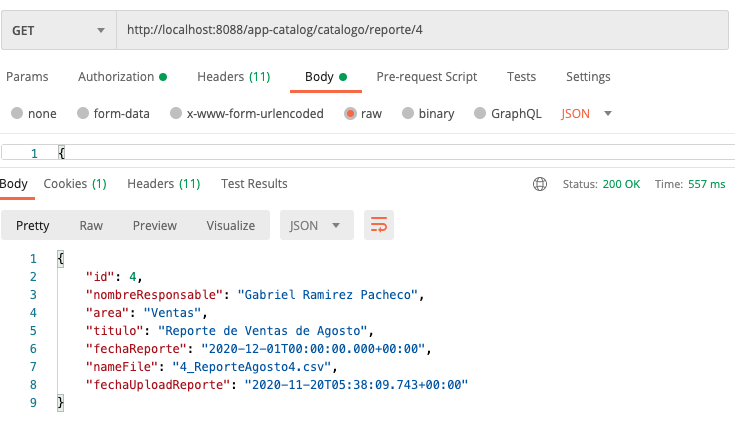 GET http://localhost:8088/app-catalog/catalogo/reporte/4
Params Authorization Headers (11) Body Pre-request Script Tests Settings
none form-data x-www-form-urlencoded raw binary GraphQL JSON
1 {
Body Cookies (1) Headers (11) Test Results Status: 200 OK Time: 557 ms
Pretty Raw Preview Visualize JSON
1 {
2 "id": 4,
3 "nombreResponsable": "Gabriel Ramirez Pacheco",
4 "area": "Ventas",
5 "titulo": "Reporte de Ventas de Agosto",
6 "fechaReporte": "2020-12-01T00:00:00.000+00:00",
7 "nameFile": "4_ReporteAgosto4.csv",
8 "fechaUploadReporte": "2020-11-20T05:38:09.743+00:00"
9 }